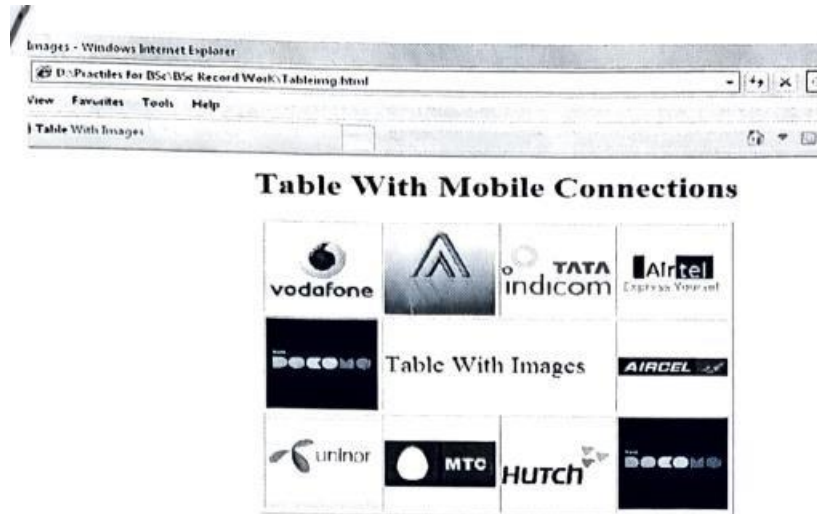 Images - Windows Internet Explorer
D:\Practiles for BSc\BSc Record Work\Tableimg.html
View Favorites Tools Help
Table With Images
Table With Mobile Connections
vodafone
TATA indicom
Airtel
Express Yourself
DOCOMO
Table With Images
AIRCEL
uninor
MTC
HUTCH
DOCOMO